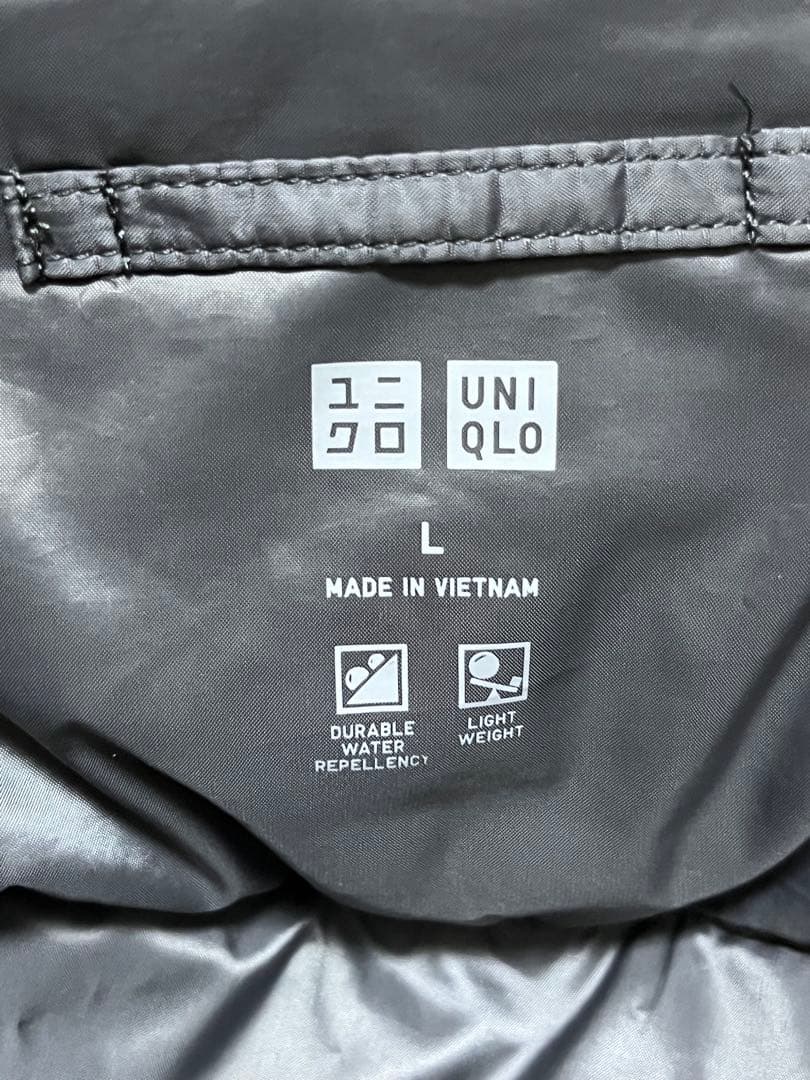 ユニ
クロ
UNI
QLO
L
MADE IN VIETNAM
DURABLE
WATER
REPELLENCY
LIGHT
WEIGHT